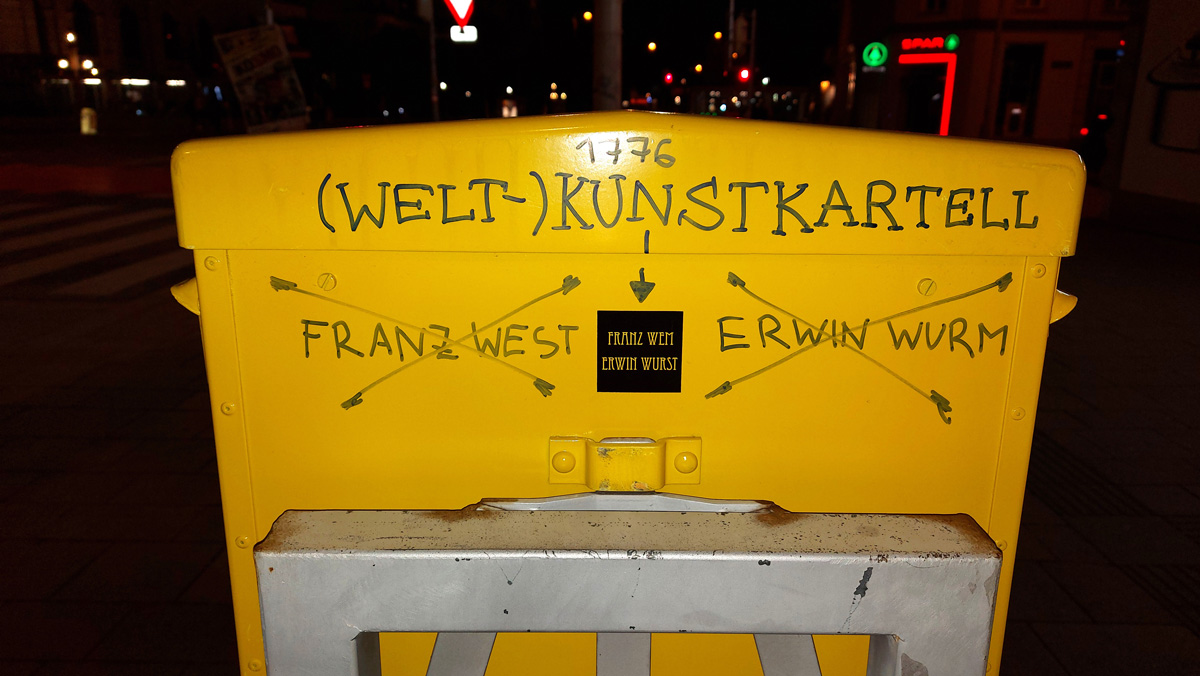 SPAR
1776
(WELT-)KUNSTKARTELL
FRANZ WEST
FRANZ WEM
ERWIN WURST
ERWIN WURM